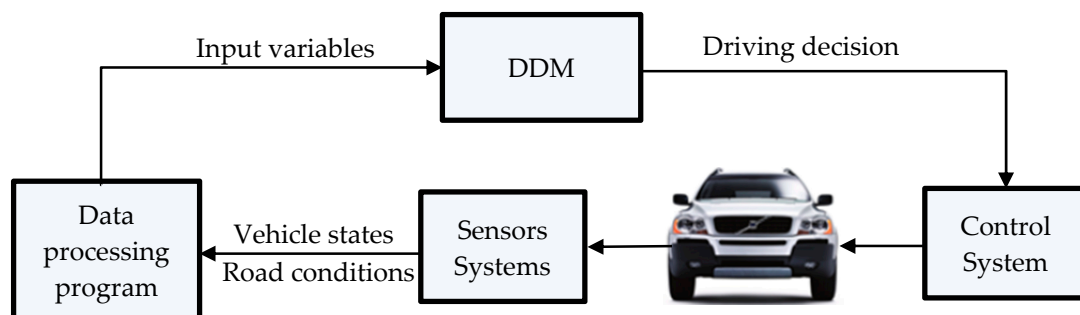 Input variables
DDM
Driving decision
Data
processing
program
Vehicle states
Road conditions
Sensors
Systems
Control
System